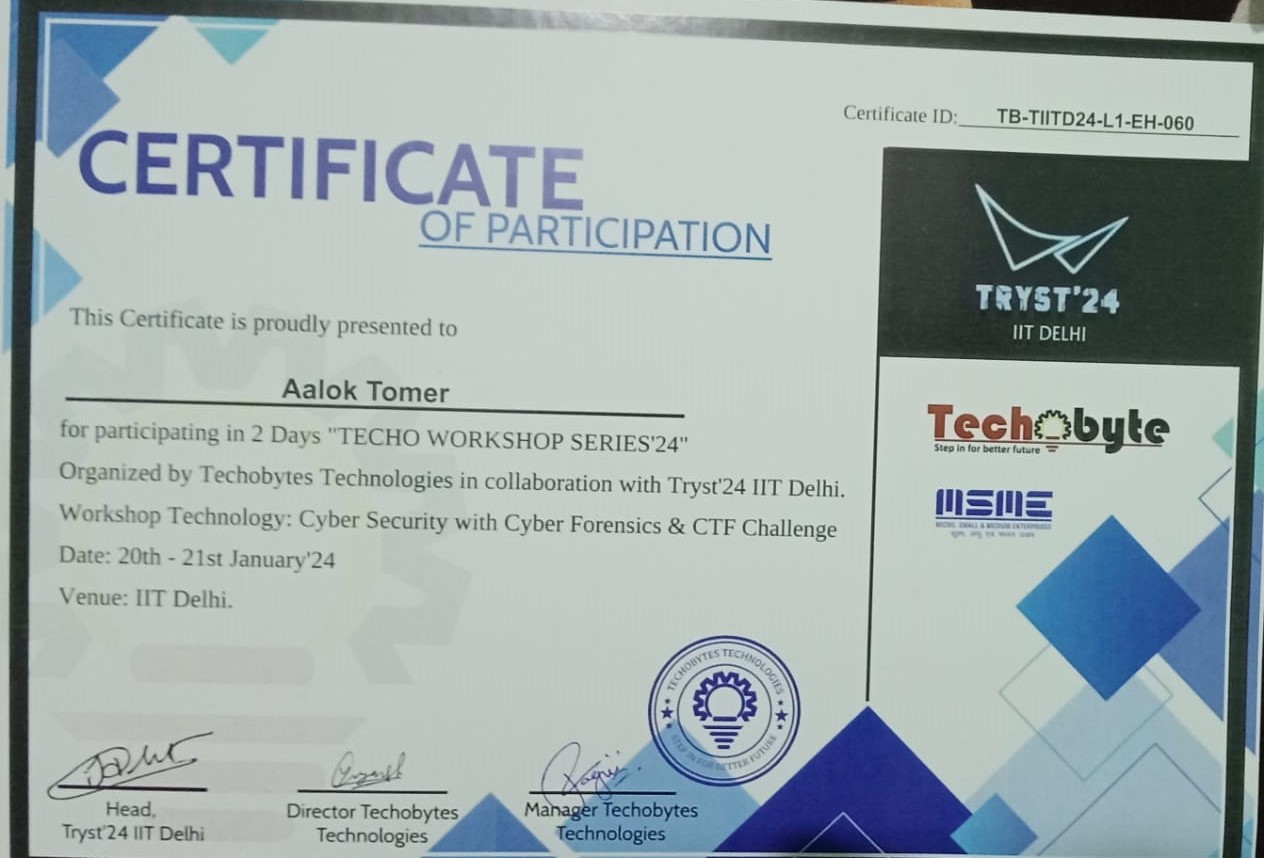 Certificate ID: TB-TIITD24-L1-EH-060
CERTIFICATE
OF PARTICIPATION
TRYST'24
IIT DELHI
This Certificate is proudly presented to
Aalok Tomer
for participating in 2 Days "TECHO WORKSHOP SERIES'24"
Organized by Techobytes Technologies in collaboration with Tryst'24 IIT Delhi.
Workshop Technology: Cyber Security with Cyber Forensics & CTF Challenge
Date: 20th - 21st January'24
Venue: IIT Delhi.
Techobyte
Step in for better future
MSME
MICRO, SMALL & MEDIUM ENTERPRISES
TECHOBYTES TECHNOLOGIES
STEP IN FOR BETTER FUTURE
Head,
Tryst'24 IIT Delhi
Director Techobytes
Technologies
Manager Techobytes
Technologies